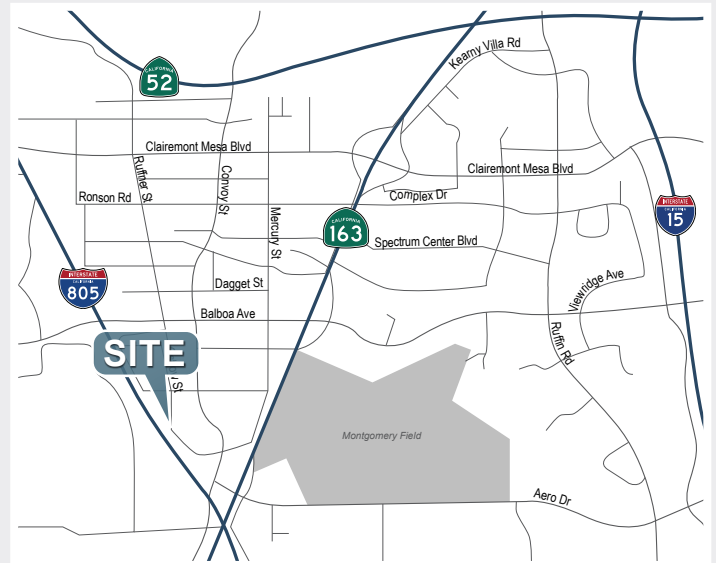 Kearny Villa Rd
CALIFORNIA
52
Clairemont Mesa Blvd
Ruffner St
Convoy St
Clairemont Mesa Blvd
Ronson Rd
Complex Dr
Mercury St
INTERSTATE
CALIFORNIA
15
CALIFORNIA
163
Spectrum Center Blvd
INTERSTATE
CALIFORNIA
805
Dagget St
Viewridge Ave
Balboa Ave
Ruffin Rd
SITE
St
Montgomery Field
Aero Dr